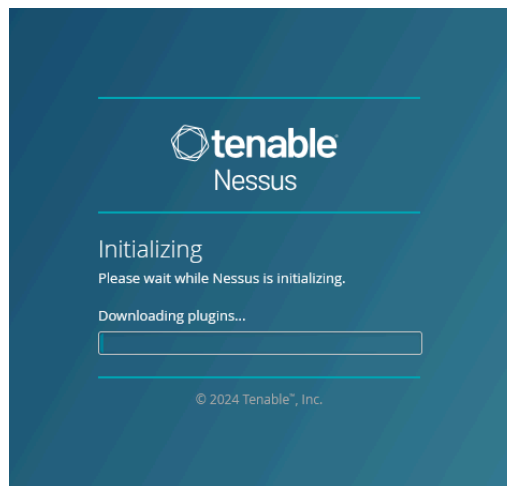 tenable
Nessus
Initializing
Please wait while Nessus is initializing.
Downloading plugins...
© 2024 Tenable™, Inc.